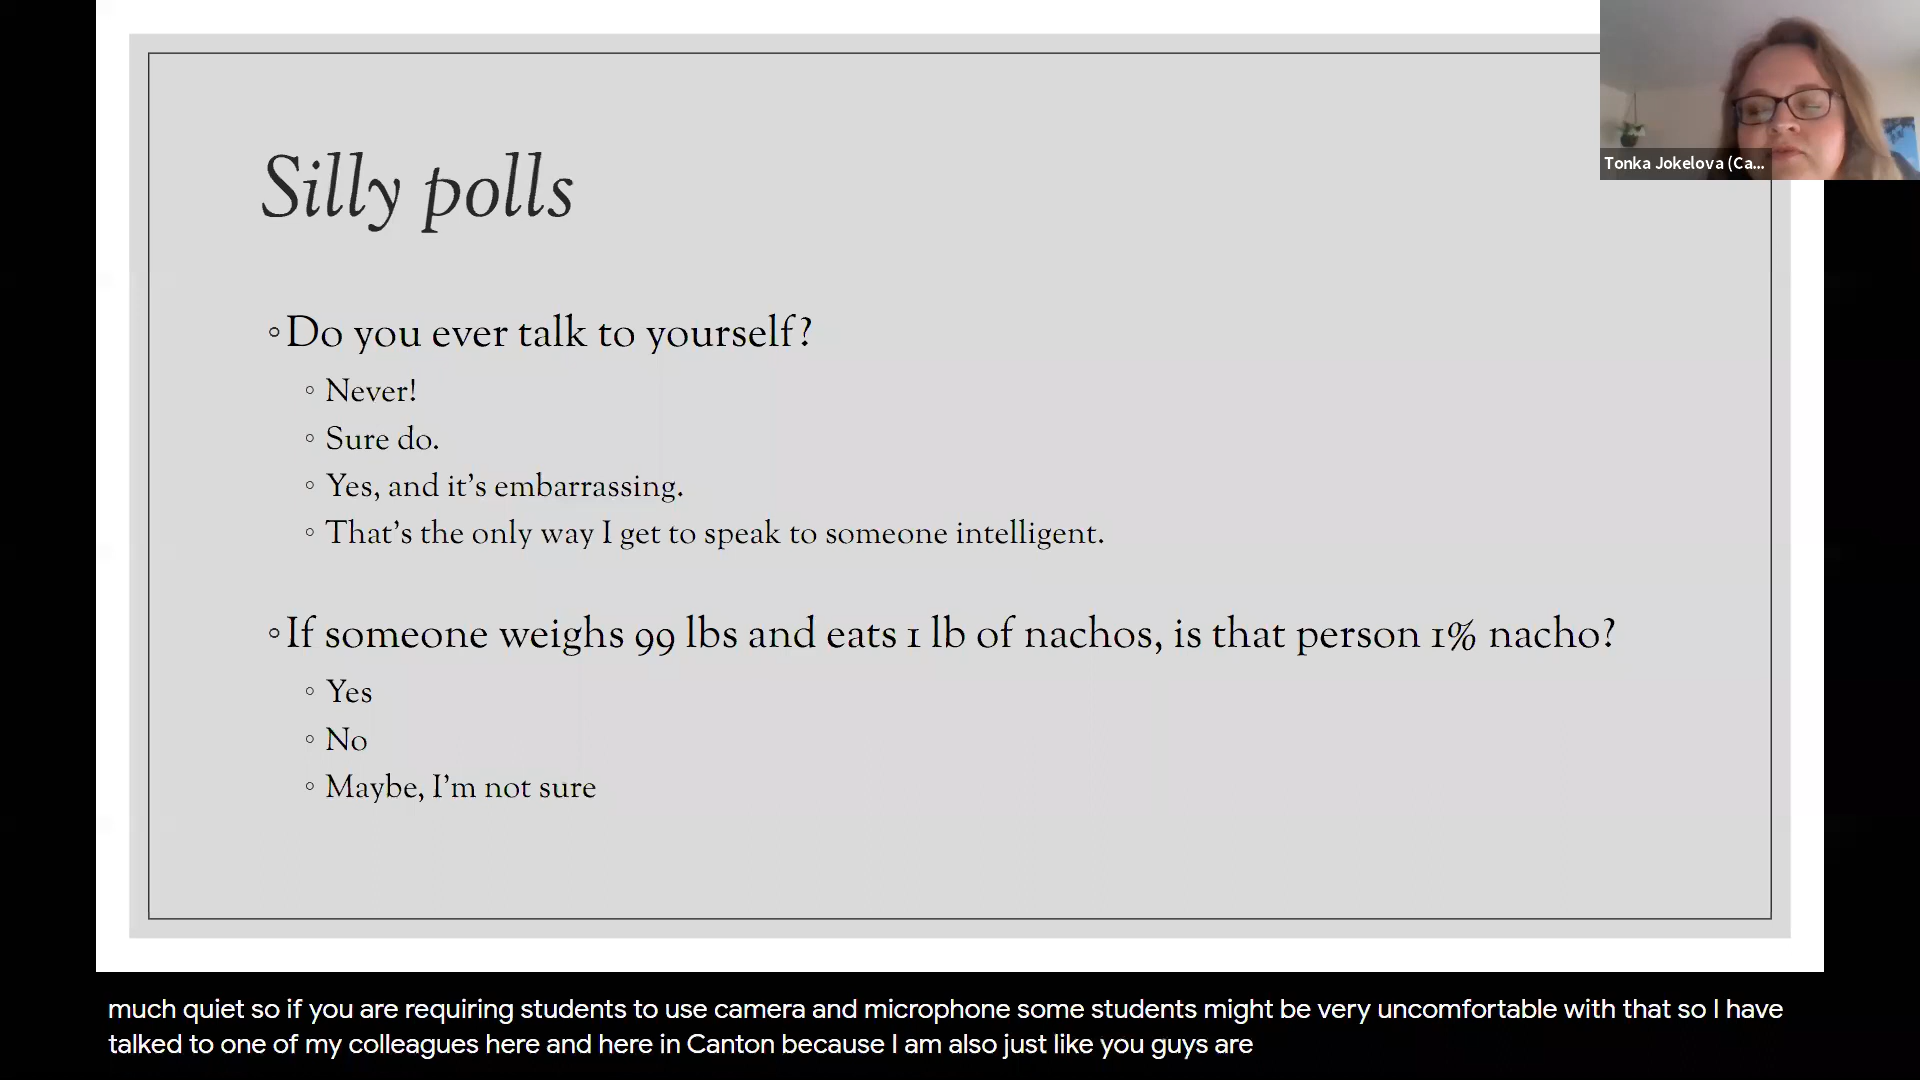 Silly polls
Tonka Jokelova (Ca...
◦Do you ever talk to yourself?
◦ Never!
◦ Sure do.
◦ Yes, and it’s embarrassing.
◦ That’s the only way I get to speak to someone intelligent.
◦If someone weighs 99 lbs and eats 1 lb of nachos, is that person 1% nacho?
◦ Yes
◦ No
◦ Maybe, I’m not sure
much quiet so if you are requiring students to use camera and microphone some students might be very uncomfortable with that so I have
talked to one of my colleagues here and here in Canton because I am also just like you guys are